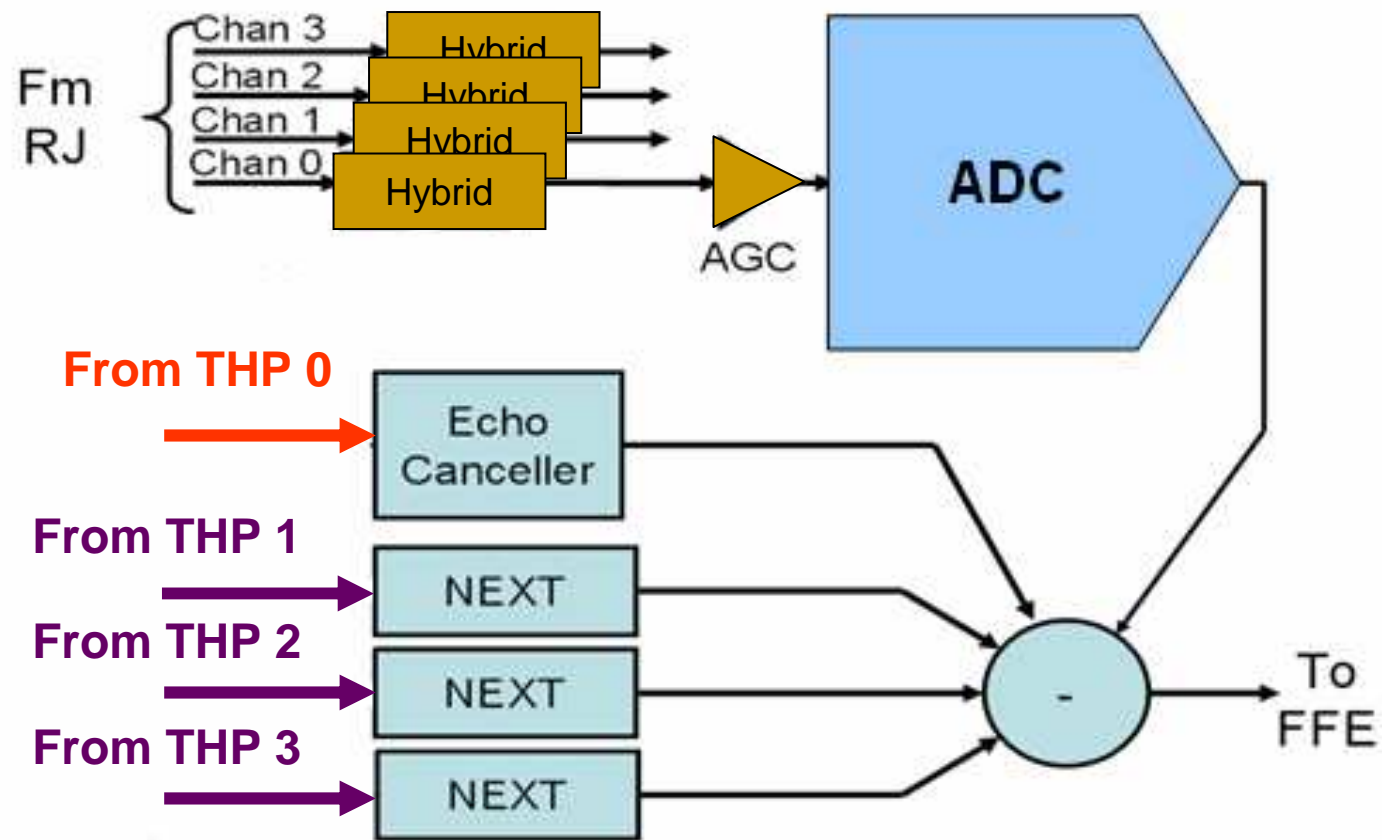 Chan 3
Hybrid
Chan 2
Hybrid
Fm
RJ
Chan 1
Hybrid
Chan 0
Hybrid
ADC
AGC
From THP 0
Echo
Canceller
From THP 1
NEXT
From THP 2
NEXT
-
To
FFE
From THP 3
NEXT